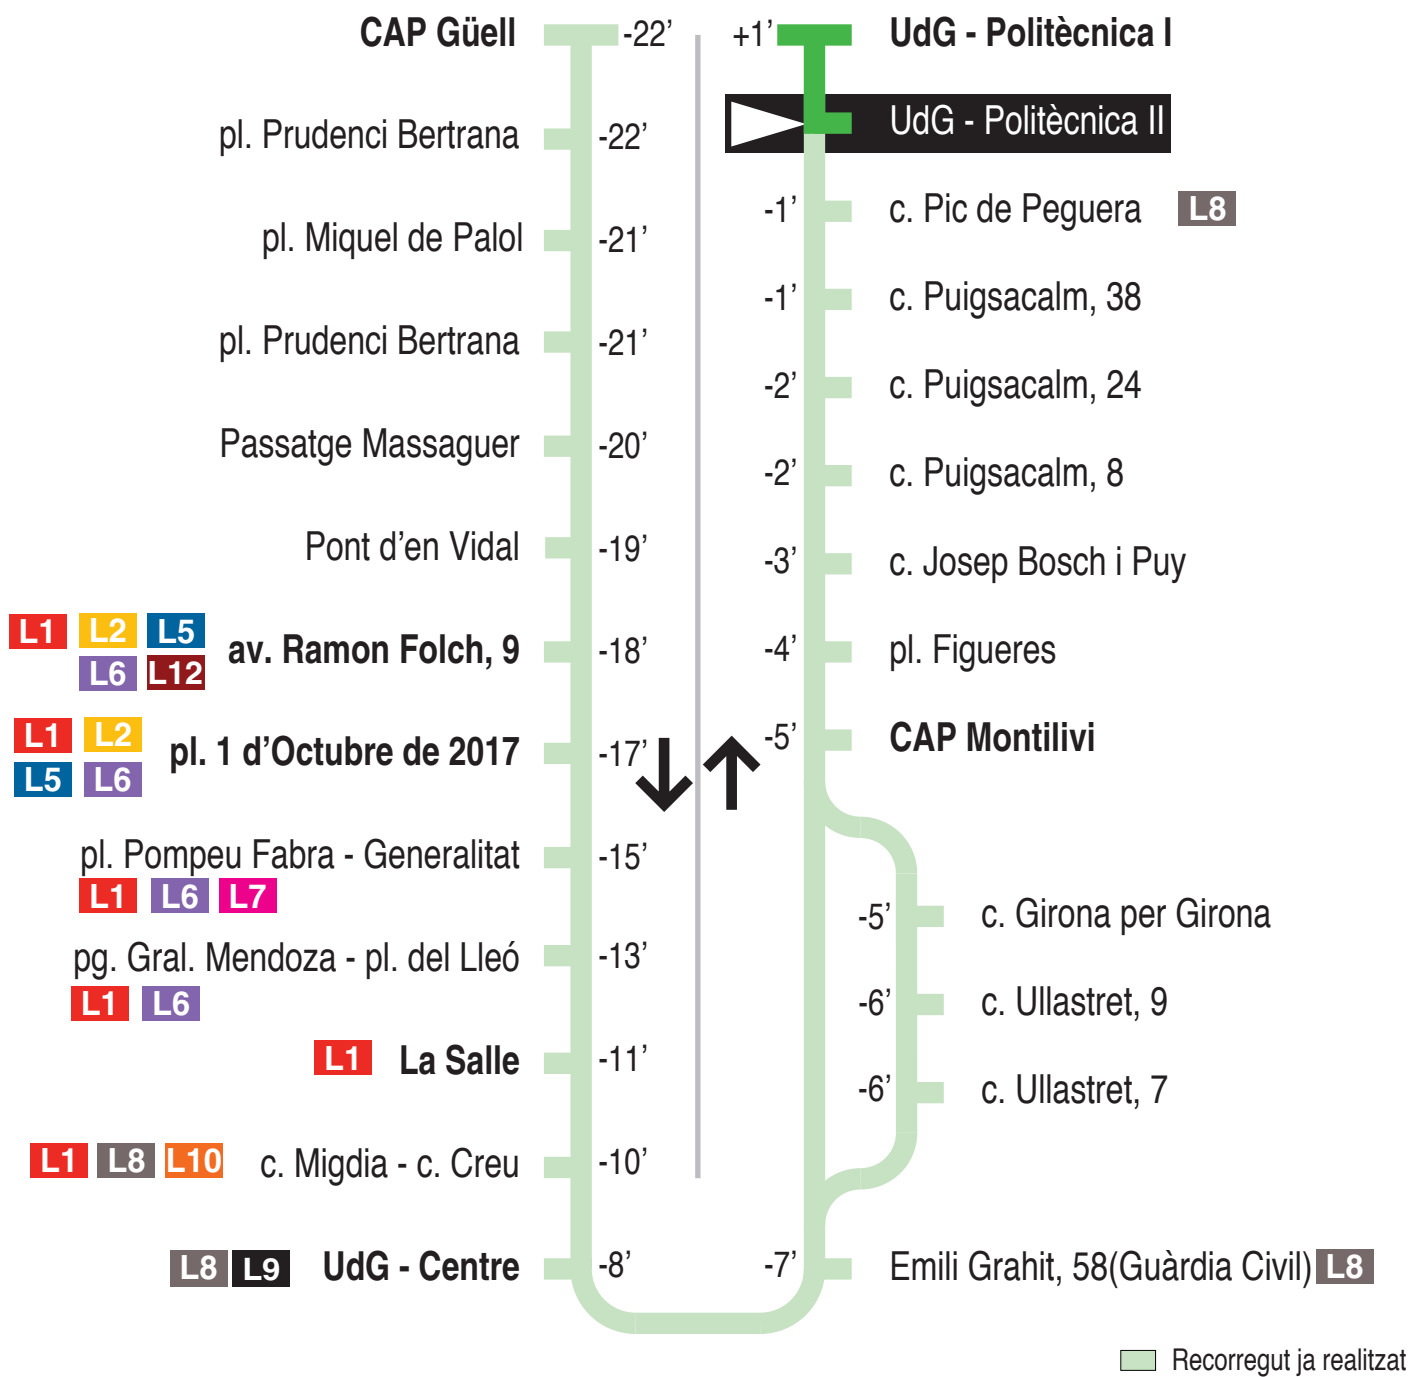 CAP Güell -22’
pl. Prudenci Bertrana -22’
pl. Miquel de Palol -21’
pl. Prudenci Bertrana -21’
Passatge Massaguer -20’
Pont d’en Vidal -19’
L1 L2 L5
av. Ramon Folch, 9 -18’
L6 L12
L1 L2
pl. 1 d’Octubre de 2017 -17’
L5 L6
pl. Pompeu Fabra - Generalitat -15’
L1 L6 L7
pg. Gral. Mendoza - pl. del Lleó -13’
L1 L6
L1 La Salle -11’
L1 L8 L10 c. Migdia - c. Creu -10’
L8 L9 UdG - Centre -8’
+1’ UdG - Politècnica I
UdG - Politècnica II
-1’ c. Pic de Peguera L8
-1’ c. Puigsacalm, 38
-2’ c. Puigsacalm, 24
-2’ c. Puigsacalm, 8
-3’ c. Josep Bosch i Puy
-4’ pl. Figueres
-5’ CAP Montilivi
-5’ c. Girona per Girona
-6’ c. Ullastret, 9
-6’ c. Ullastret, 7
-7’ Emili Grahit, 58(Guàrdia Civil) L8
Recorregut ja realitzat